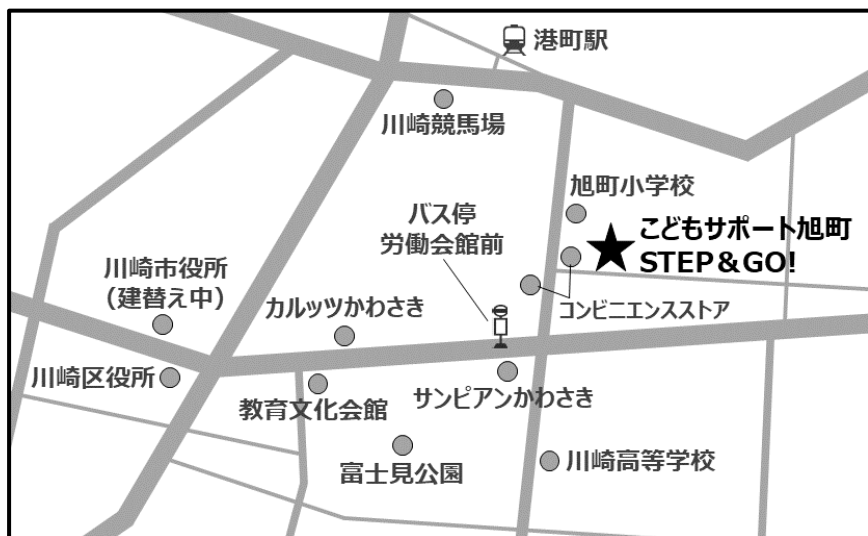 港町駅
川崎競馬場
旭町小学校
バス停
労働会館前
こどもサポート旭町
STEP&GO!
川崎市役所
（建替え中）
カルッツかわさき
コンビニエンスストア
川崎区役所
教育文化会館
サンピアンかわさき
富士見公園
川崎高等学校